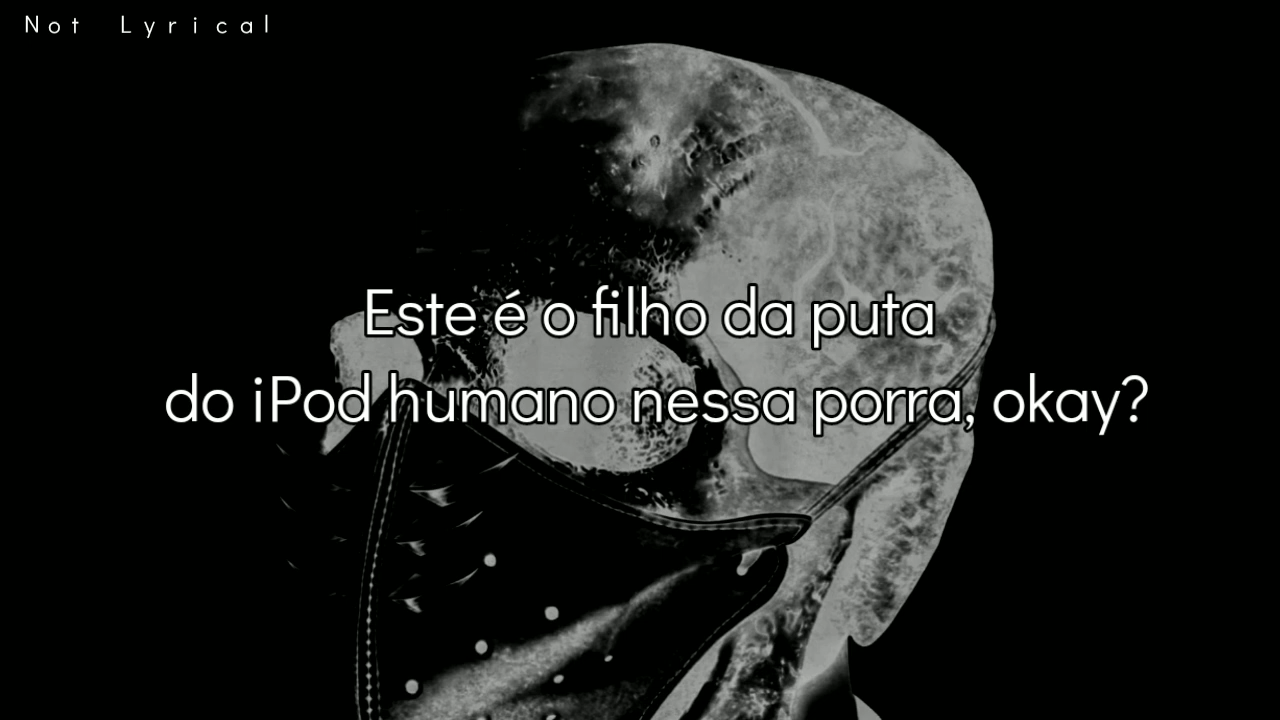 Not Lyrical
Este é o filho da puta
do iPod humano nessa porra, okay?